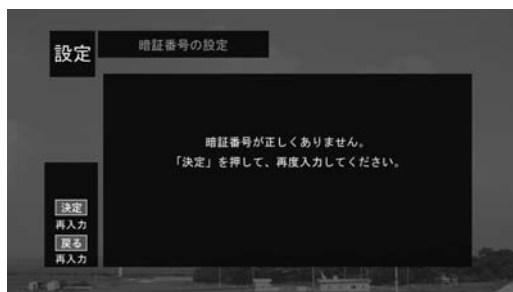 設定
暗証番号の設定
暗証番号が正しくありません。
「決定」を押して、再度入力してください。
決定
再入力
戻る
再入力